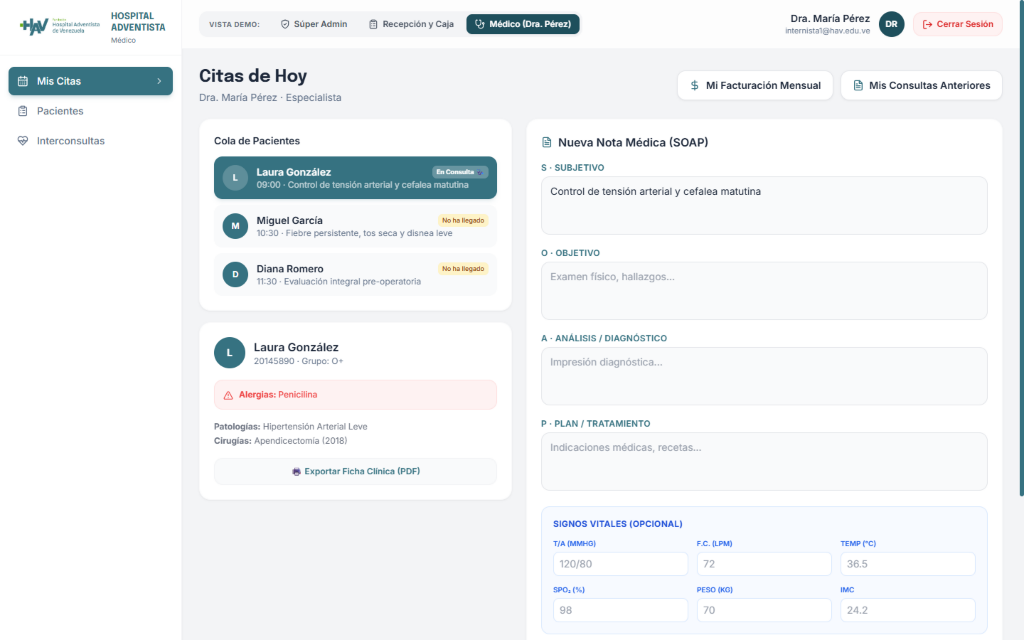 HAV
Hospital Adventista
de Venezuela
HOSPITAL
ADVENTISTA
Médico
VISTA DEMO:
Súper Admin
Recepción y Caja
Médico (Dra. Pérez)
Dra. María Pérez
internista1@hav.edu.ve
DR
Cerrar Sesión
Mis Citas
Pacientes
Interconsultas
Citas de Hoy
Dra. María Pérez · Especialista
Mi Facturación Mensual
Mis Consultas Anteriores
Cola de Pacientes
L
Laura González
En Consulta
09:00 · Control de tensión arterial y cefalea matutina
M
Miguel García
No ha llegado
10:30 · Fiebre persistente, tos seca y disnea leve
D
Diana Romero
No ha llegado
11:30 · Evaluación integral pre-operatoria
L
Laura González
20145890 · Grupo: O+
Alergias: Penicilina
Patologías: Hipertensión Arterial Leve
Cirugías: Apendicectomía (2018)
Exportar Ficha Clínica (PDF)
Nueva Nota Médica (SOAP)
S · SUBJETIVO
Control de tensión arterial y cefalea matutina
O · OBJETIVO
Examen físico, hallazgos...
A · ANÁLISIS / DIAGNÓSTICO
Impresión diagnóstica...
P · PLAN / TRATAMIENTO
Indicaciones médicas, recetas...
SIGNOS VITALES (OPCIONAL)
T/A (MMHG)
F.C. (LPM)
TEMP (°C)
120/80
72
36.5
SPO₂ (%)
PESO (KG)
IMC
98
70
24.2